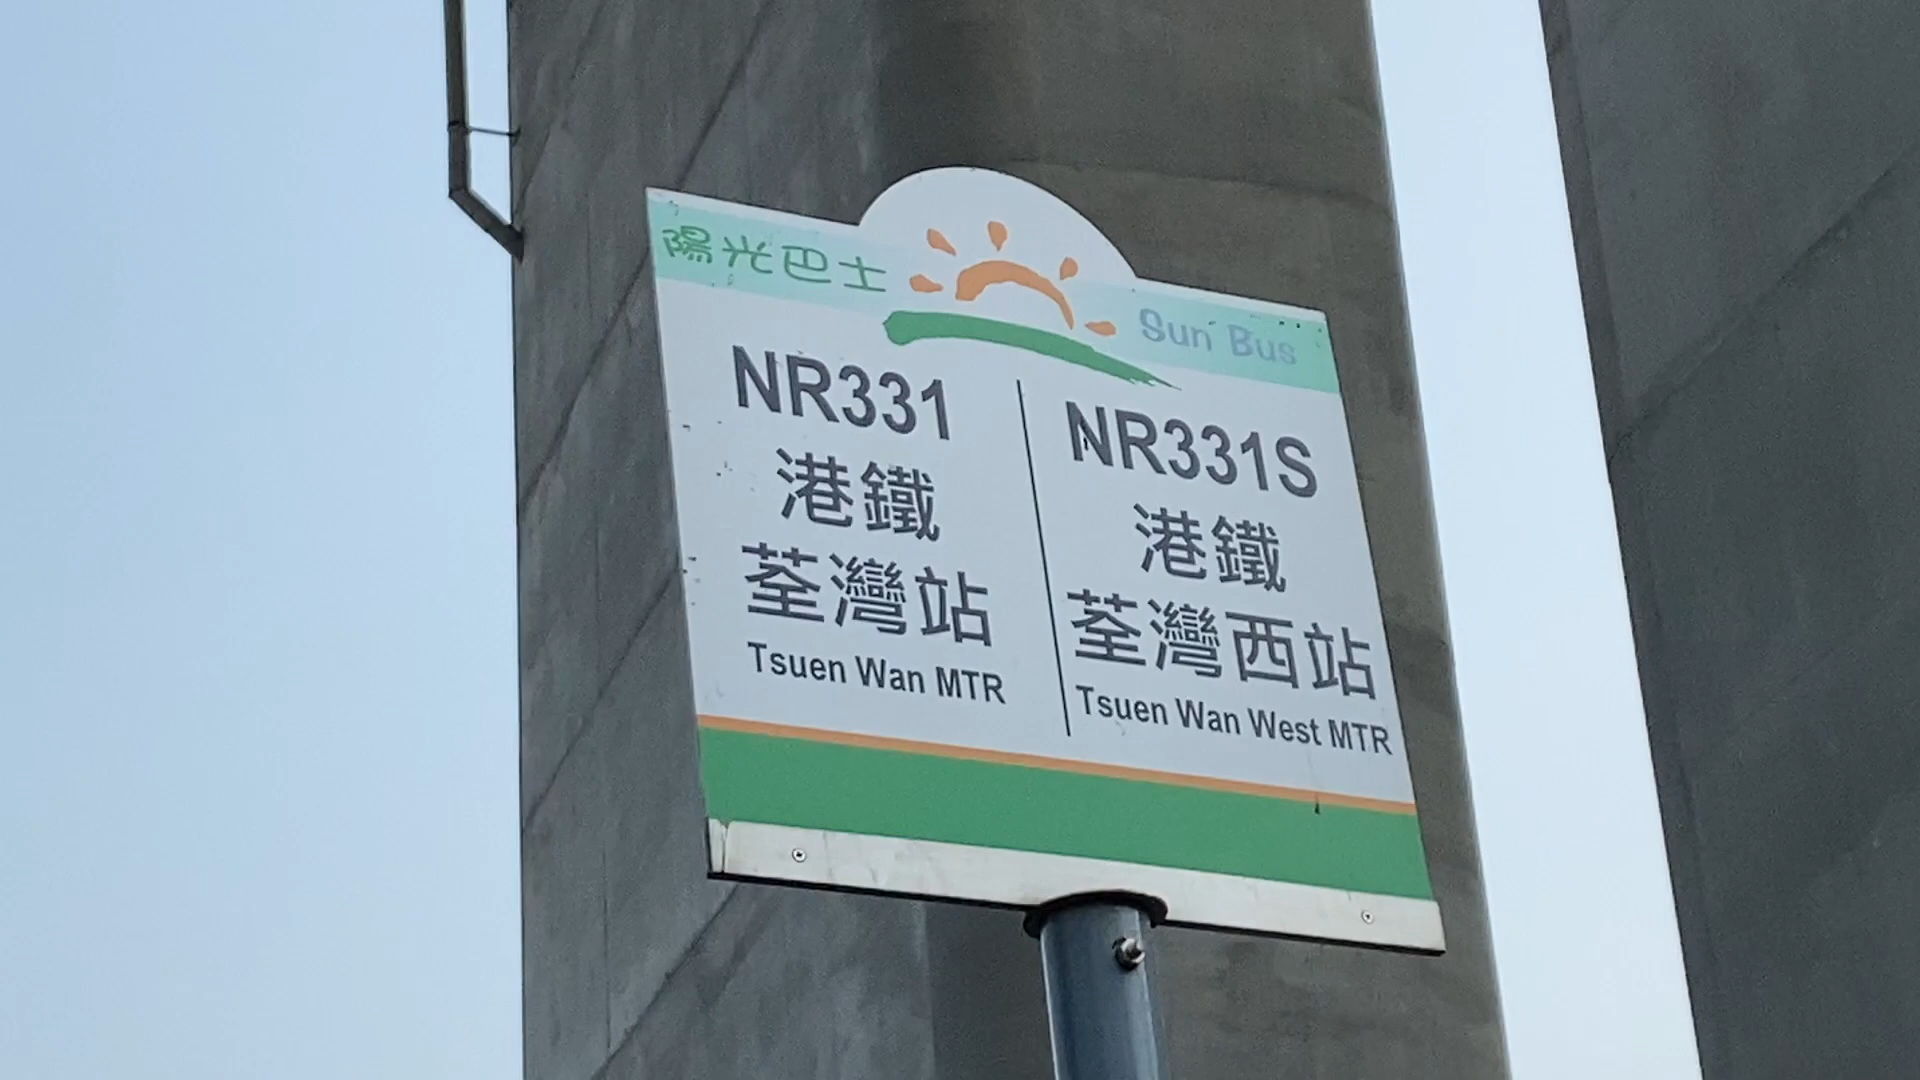 陽光巴士
Sun Bus
NR331
港鐵
荃灣站
Tsuen Wan MTR
NR331S
港鐵
荃灣西站
Tsuen Wan West MTR